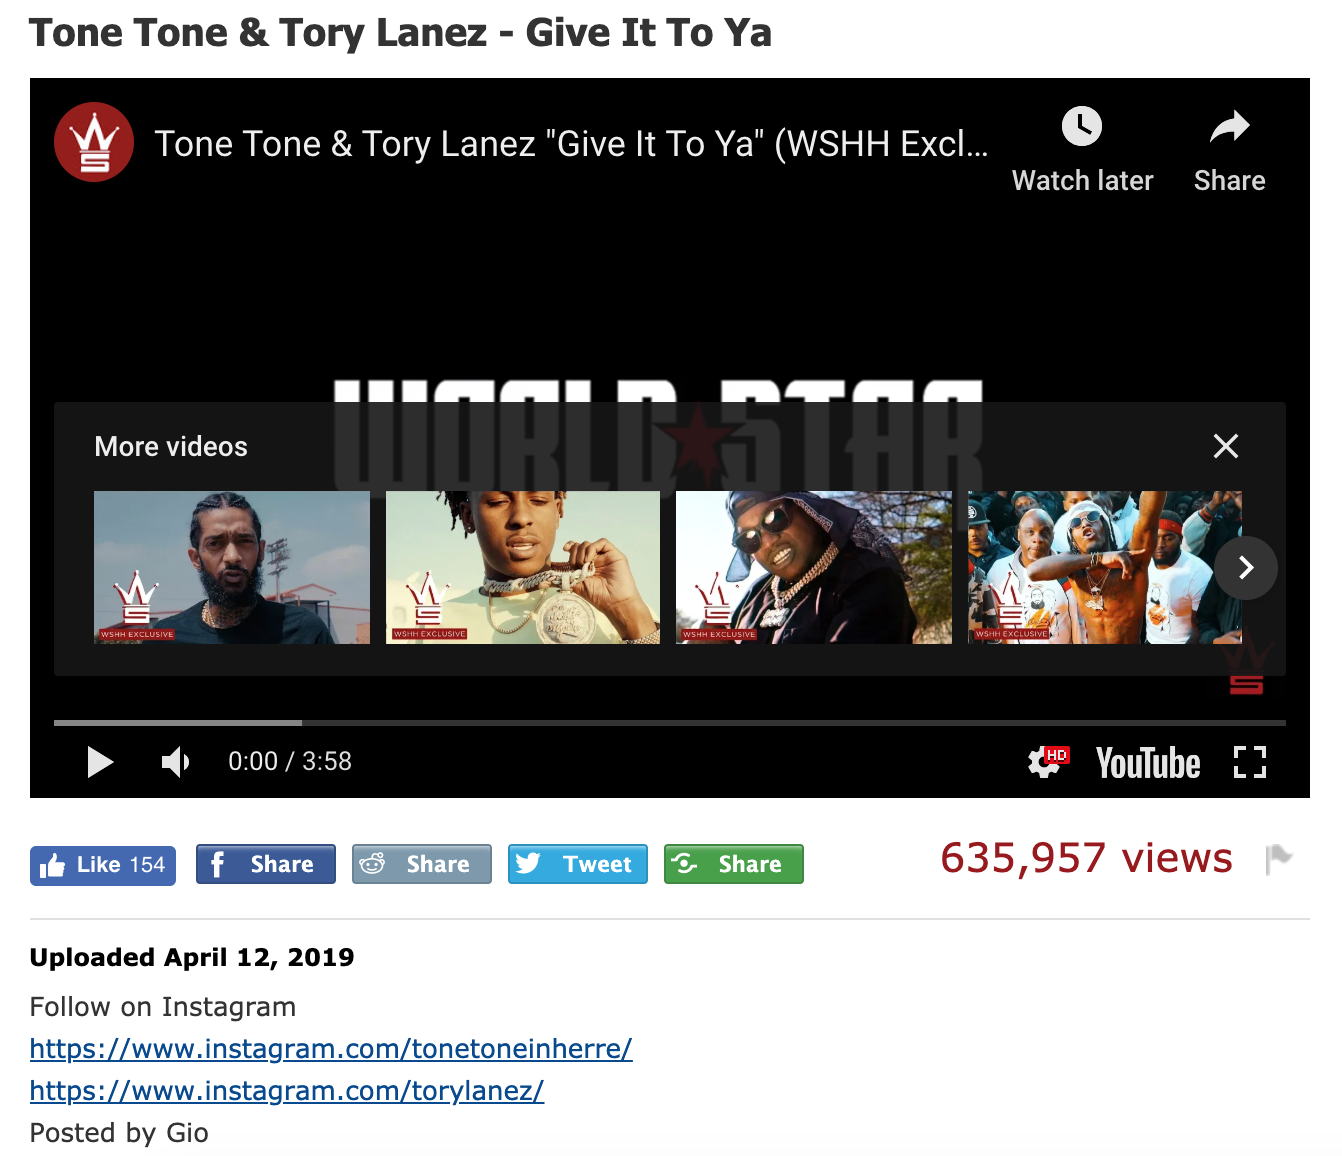 Tone Tone & Tory Lanez - Give It To Ya
Tone Tone & Tory Lanez "Give It To Ya" (WSHH Excl...
Watch later
Share
WORLD STAR
More videos
WSHH EXCLUSIVE
WSHH EXCLUSIVE
WSHH EXCLUSIVE
WSHH EXCLUSIVE
0:00 / 3:58
HD
YouTube
Like 154
Share
Share
Tweet
Share
635,957 views
Uploaded April 12, 2019
Follow on Instagram
https://www.instagram.com/tonetoneinherre/
https://www.instagram.com/torylanez/
Posted by Gio